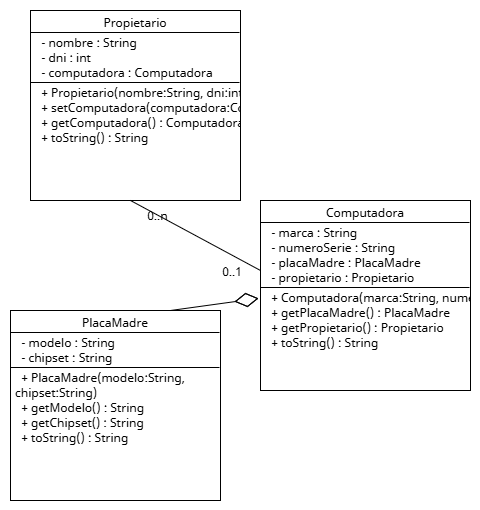 Propietario
- nombre : String
- dni : int
- computadora : Computadora
+ Propietario(nombre:String, dni:int
+ setComputadora(computadora:Co
+ getComputadora() : Computadora
+ toString() : String
0..n
0..1
Computadora
- marca : String
- numeroSerie : String
- placaMadre : PlacaMadre
- propietario : Propietario
+ Computadora(marca:String, nume
+ getPlacaMadre() : PlacaMadre
+ getPropietario() : Propietario
+ toString() : String
PlacaMadre
- modelo : String
- chipset : String
+ PlacaMadre(modelo:String,
chipset:String)
+ getModelo() : String
+ getChipset() : String
+ toString() : String